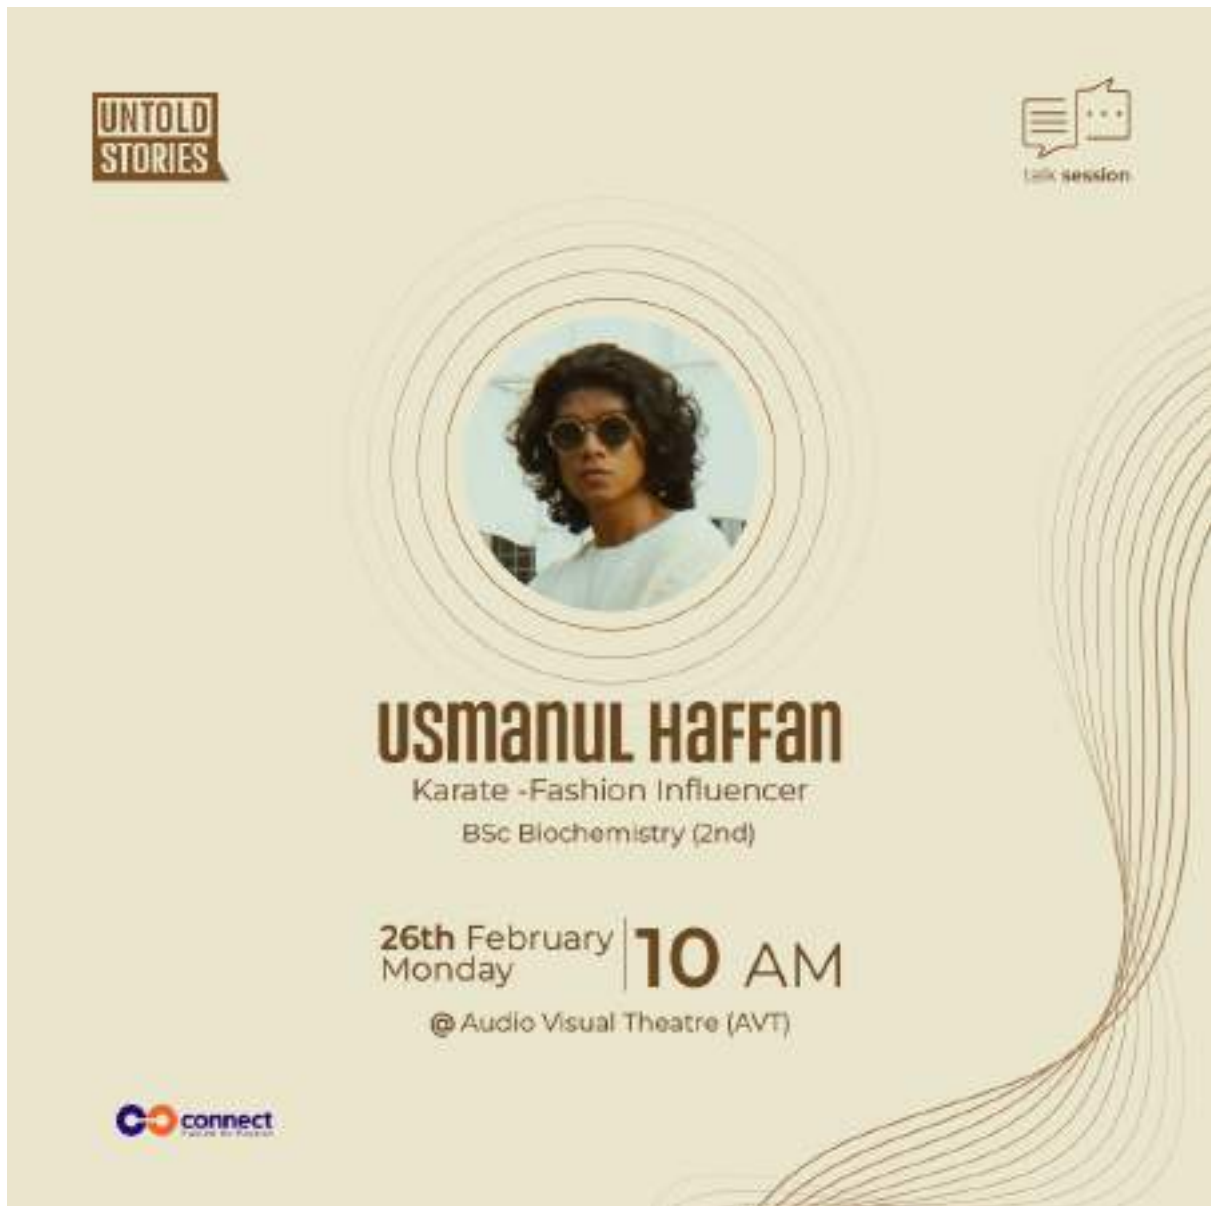 UNTOLD
STORIES
talk session
USMANUL HAFFAN
Karate -Fashion Influencer
BSc Biochemistry (2nd)
26th February
Monday
10 AM
@ Audio Visual Theatre (AVT)
connect